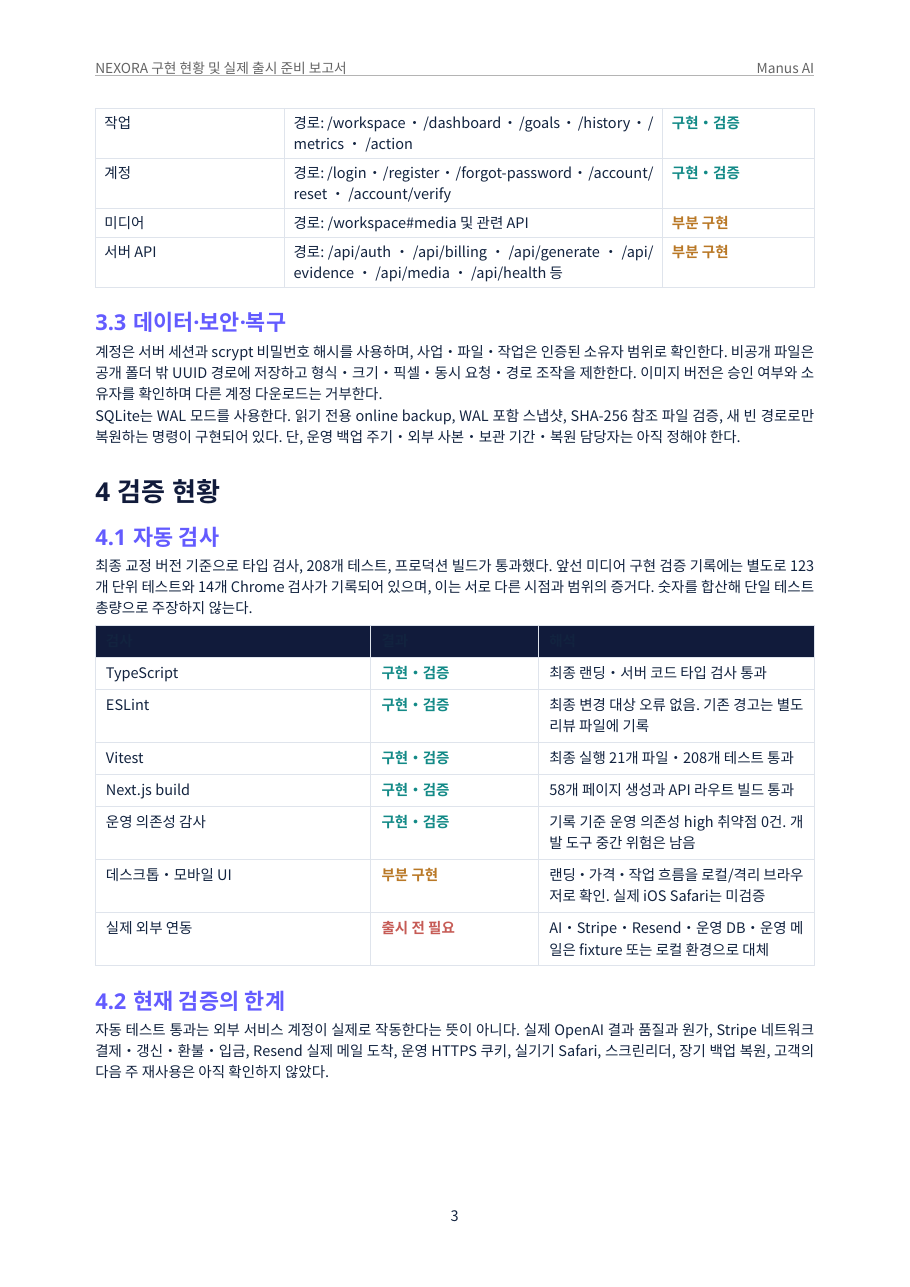 NEXORA 구현 현황 및 실제 출시 준비 보고서 Manus AI
작업 경로: /workspace · /dashboard · /goals · /history · / 구현·검증
metrics · /action
계정 경로: /login · /register · /forgot-password · /account/ 구현·검증
reset · /account/verify
미디어 경로: /workspace#media 및 관련 API 부분 구현
서버 API 경로: /api/auth · /api/billing · /api/generate · /api/ 부분 구현
evidence · /api/media · /api/health 등
3.3 데이터·보안·복구
계정은 서버 세션과 scrypt 비밀번호 해시를 사용하며, 사업·파일·작업은 인증된 소유자 범위로 확인한다. 비공개 파일은
공개 폴더 밖 UUID 경로에 저장하고 형식·크기·픽셀·동시 요청·경로 조작을 제한한다. 이미지 버전은 승인 여부와 소
유자를 확인하며 다른 계정 다운로드는 거부한다.
SQLite는 WAL 모드를 사용한다. 읽기 전용 online backup, WAL 포함 스냅샷, SHA-256 참조 파일 검증, 새 빈 경로로만
복원하는 명령이 구현되어 있다. 단, 운영 백업 주기·외부 사본·보관 기간·복원 담당자는 아직 정해야 한다.
4 검증 현황
4.1 자동 검사
최종 교정 버전 기준으로 타입 검사, 208개 테스트, 프로덕션 빌드가 통과했다. 앞선 미디어 구현 검증 기록에는 별도로 123
개 단위 테스트와 14개 Chrome 검사가 기록되어 있으며, 이는 서로 다른 시점과 범위의 증거다. 숫자를 합산해 단일 테스트
총량으로 주장하지 않는다.
TypeScript 구현·검증 최종 랜딩·서버 코드 타입 검사 통과
ESLint 구현·검증 최종 변경 대상 오류 없음. 기존 경고는 별도
리뷰 파일에 기록
Vitest 구현·검증 최종 실행 21개 파일·208개 테스트 통과
Next.js build 구현·검증 58개 페이지 생성과 API 라우트 빌드 통과
운영 의존성 감사 구현·검증 기록 기준 운영 의존성 high 취약점 0건. 개
발 도구 중간 위험은 남음
데스크톱·모바일 UI 부분 구현 랜딩·가격·작업 흐름을 로컬/격리 브라우
저로 확인. 실제 iOS Safari는 미검증
실제 외부 연동 출시 전 필요 AI·Stripe·Resend·운영 DB·운영 메
일은 fixture 또는 로컬 환경으로 대체
4.2 현재 검증의 한계
자동 테스트 통과는 외부 서비스 계정이 실제로 작동한다는 뜻이 아니다. 실제 OpenAI 결과 품질과 원가, Stripe 네트워크
결제·갱신·환불·입금, Resend 실제 메일 도착, 운영 HTTPS 쿠키, 실기기 Safari, 스크린리더, 장기 백업 복원, 고객의
다음 주 재사용은 아직 확인하지 않았다.
3